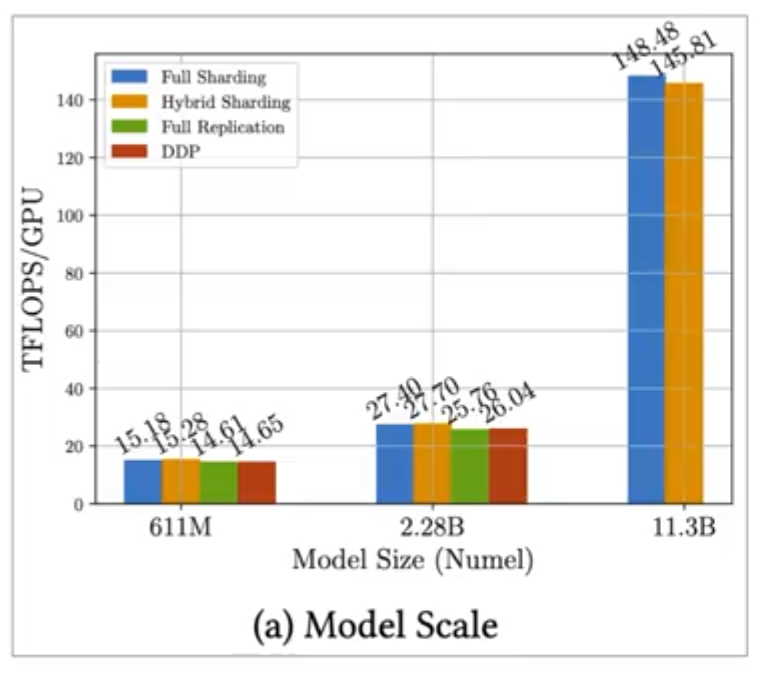 148.48
145.81
Full Sharding
Hybrid Sharding
Full Replication
DDP
140
120
100
80
60
40
20
0
TFLOPS/GPU
15.18
15.28
14.61
14.65
27.40
27.70
25.76
26.04
611M
2.28B
11.3B
Model Size (Numel)
(a) Model Scale